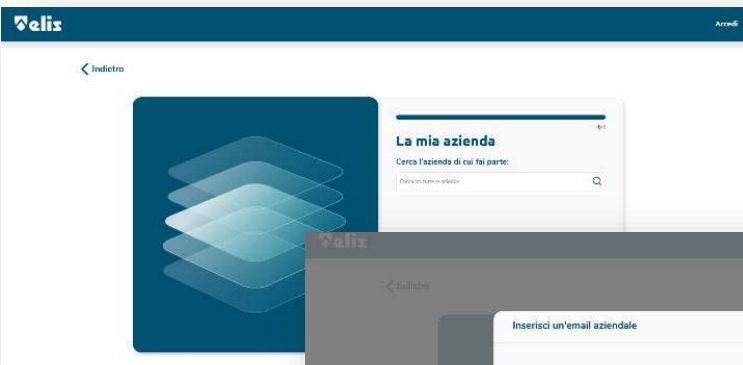 elis
Accedi
Indietro
La mia azienda
Cerca l'azienda di cui fai parte:
elis
Indietro
Inserisci un'email aziendale